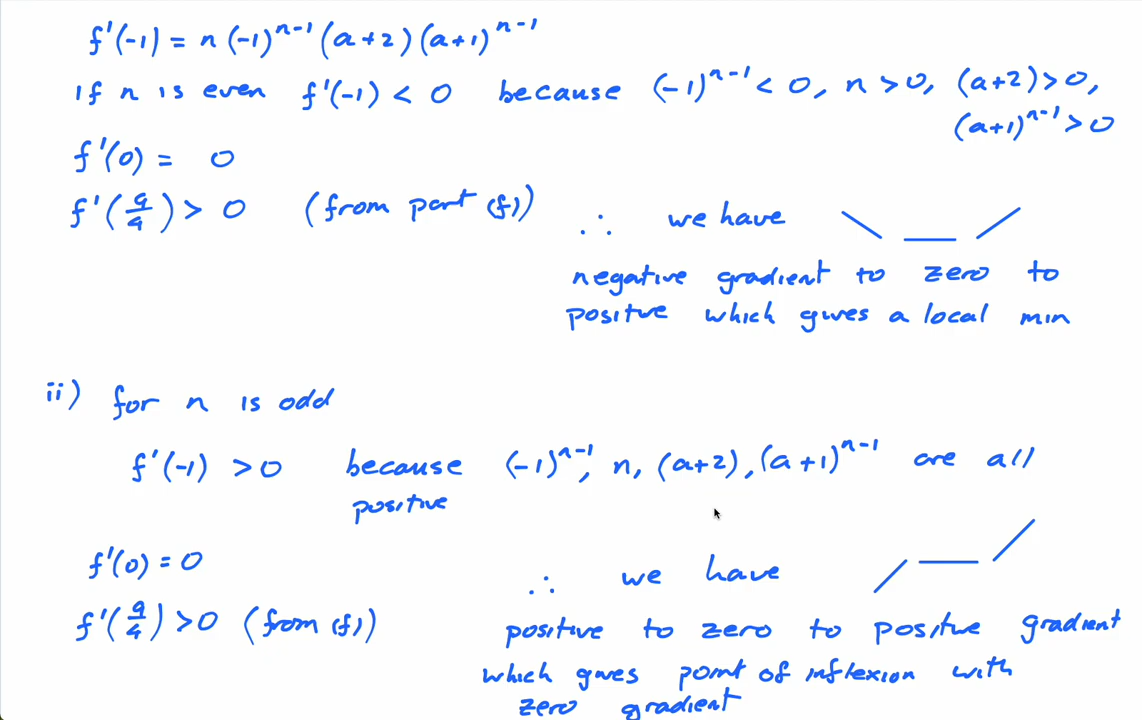 f'(-1) = n (-1)^{n-1} (a+2) (a+1)^{n-1}
if n is even f'(-1) < 0 because (-1)^{n-1} < 0, n > 0, (a+2) > 0,
(a+1)^{n-1} > 0
f'(0) = 0
f'(a/4) > 0 (from part (f))
∴ we have
negative gradient to zero to
positive which gives a local min
ii) for n is odd
f'(-1) > 0 because (-1)^{n-1}, n, (a+2), (a+1)^{n-1} are all
positive
f'(0) = 0
∴ we have
f'(a/4) > 0 (from (f))
positive to zero to positive gradient
which gives point of inflexion with
zero gradient